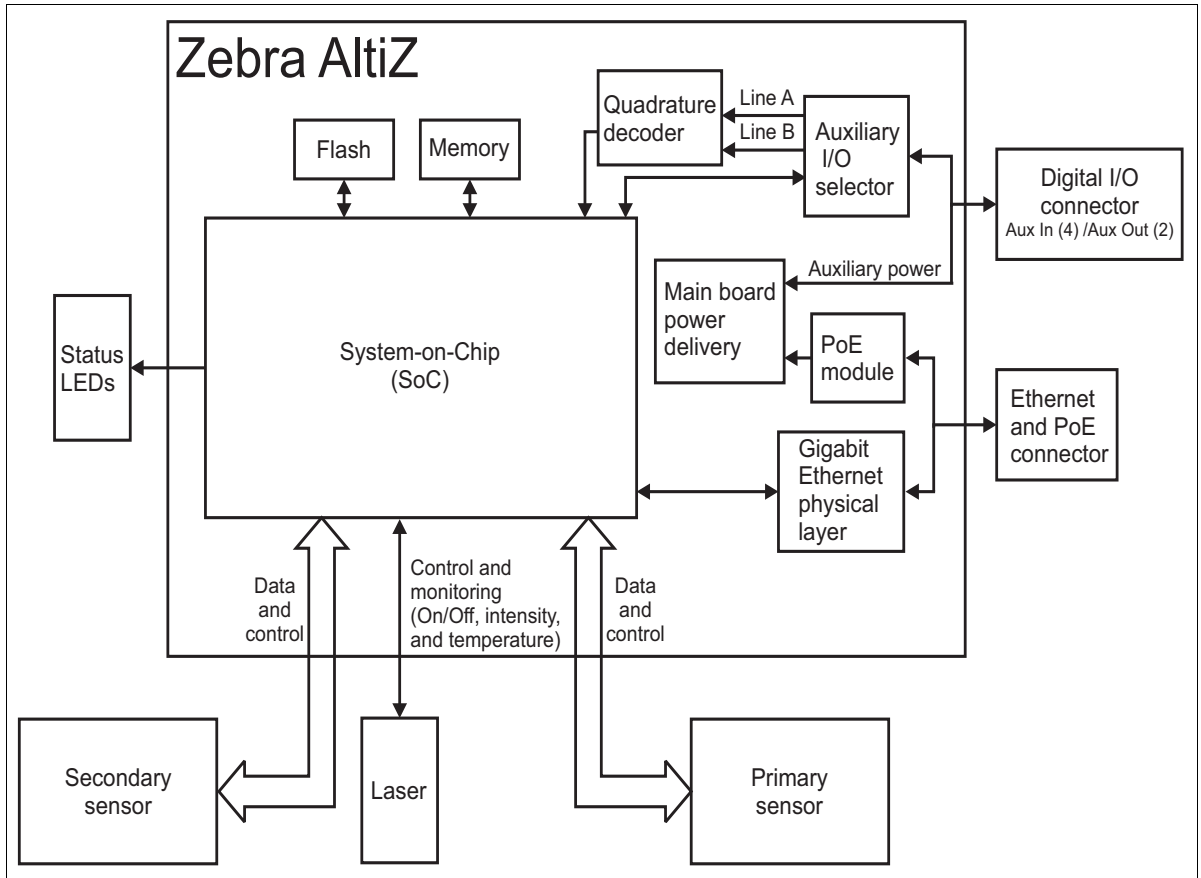 Zebra AltiZ
Flash
Memory
Quadrature
decoder
Line A
Line B
Auxiliary
I/O
selector
Digital I/O
connector
Aux In (4) /Aux Out (2)
Auxiliary power
Main board
power
delivery
PoE
module
Status
LEDs
System-on-Chip
(SoC)
Ethernet
and PoE
connector
Gigabit
Ethernet
physical
layer
Data
and
control
Control and
monitoring
(On/Off, intensity,
and temperature)
Data
and
control
Secondary
sensor
Laser
Primary
sensor